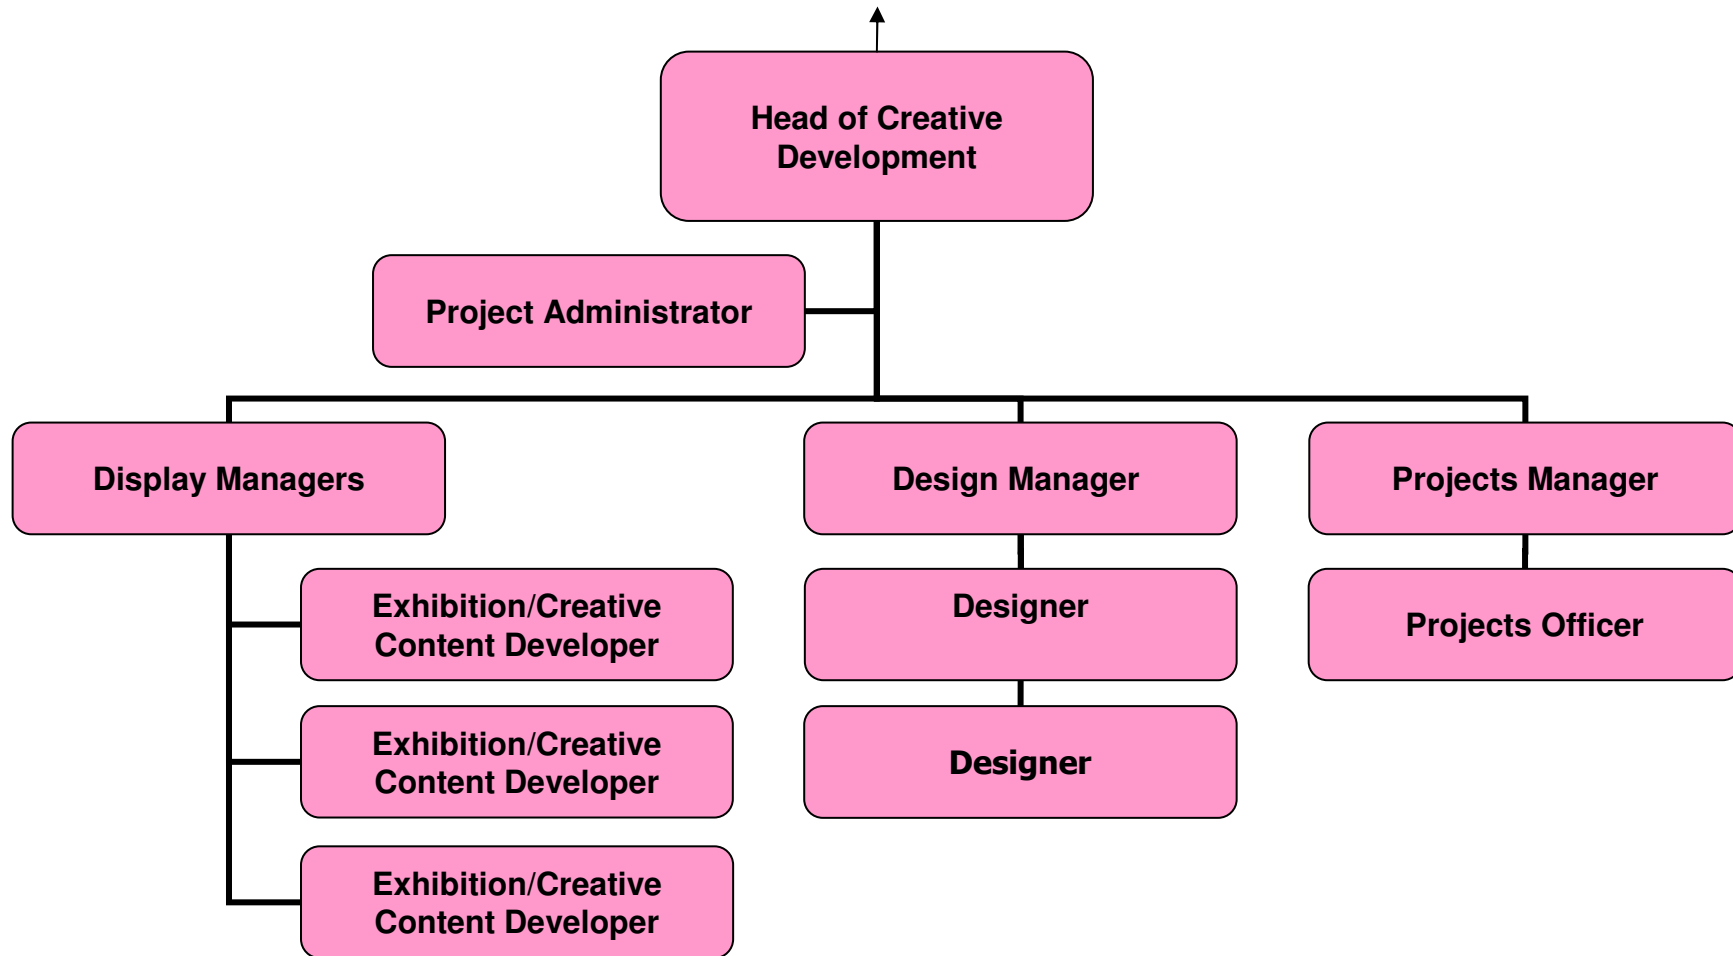 Head of Creative
Development
Project Administrator
Display Managers
Design Manager
Projects Manager
Exhibition/Creative
Content Developer
Designer
Projects Officer
Exhibition/Creative
Content Developer
Designer
Exhibition/Creative
Content Developer